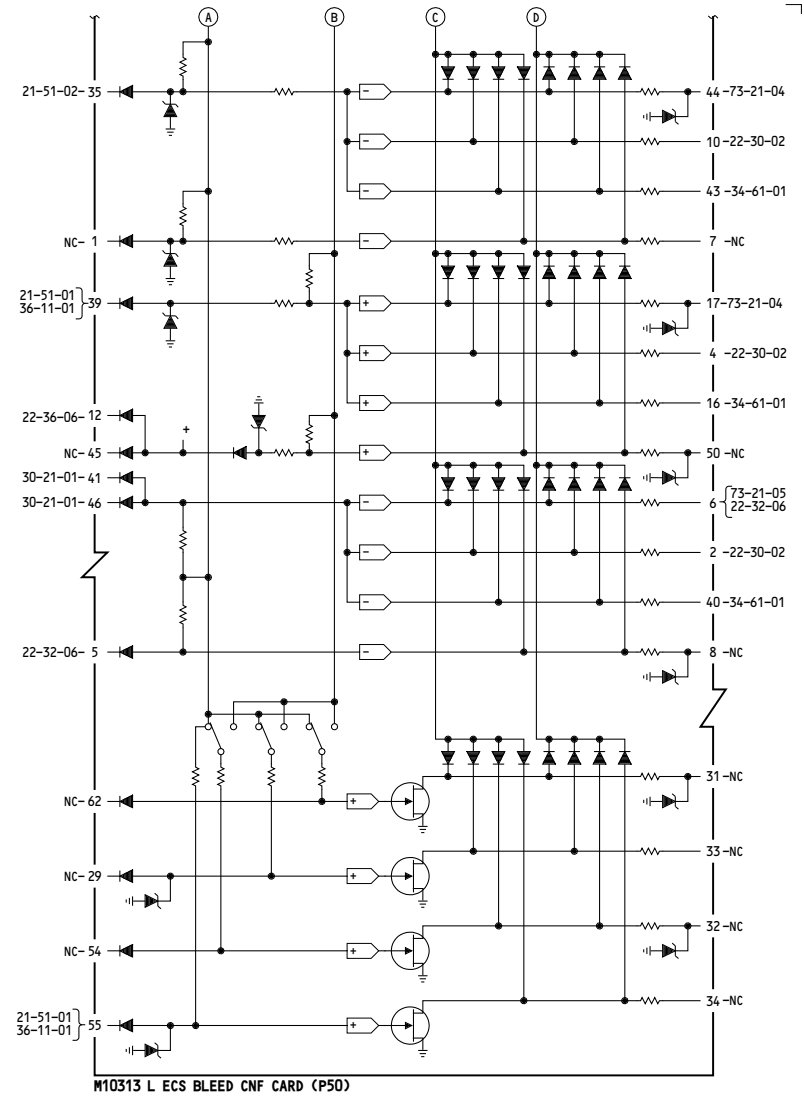 A B C D
21-51-02- 35 - 44 -73-21-04
- 10 -22-30-02
- 43 -34-61-01
NC- 1 - 7 -NC
21-51-01
36-11-01 39 + 17-73-21-04
+ 4 -22-30-02
22-36-06- 12 + + 16 -34-61-01
NC- 45 + 50 -NC
30-21-01- 41
30-21-01- 46 - 6 73-21-05
22-32-06
- 2 -22-30-02
- 40 -34-61-01
22-32-06- 5 - 8 -NC
31 -NC
NC- 62 +
33 -NC
NC- 29 +
32 -NC
NC- 54 +
34 -NC
21-51-01
36-11-01 55 +
M10313 L ECS BLEED CNF CARD (P50)